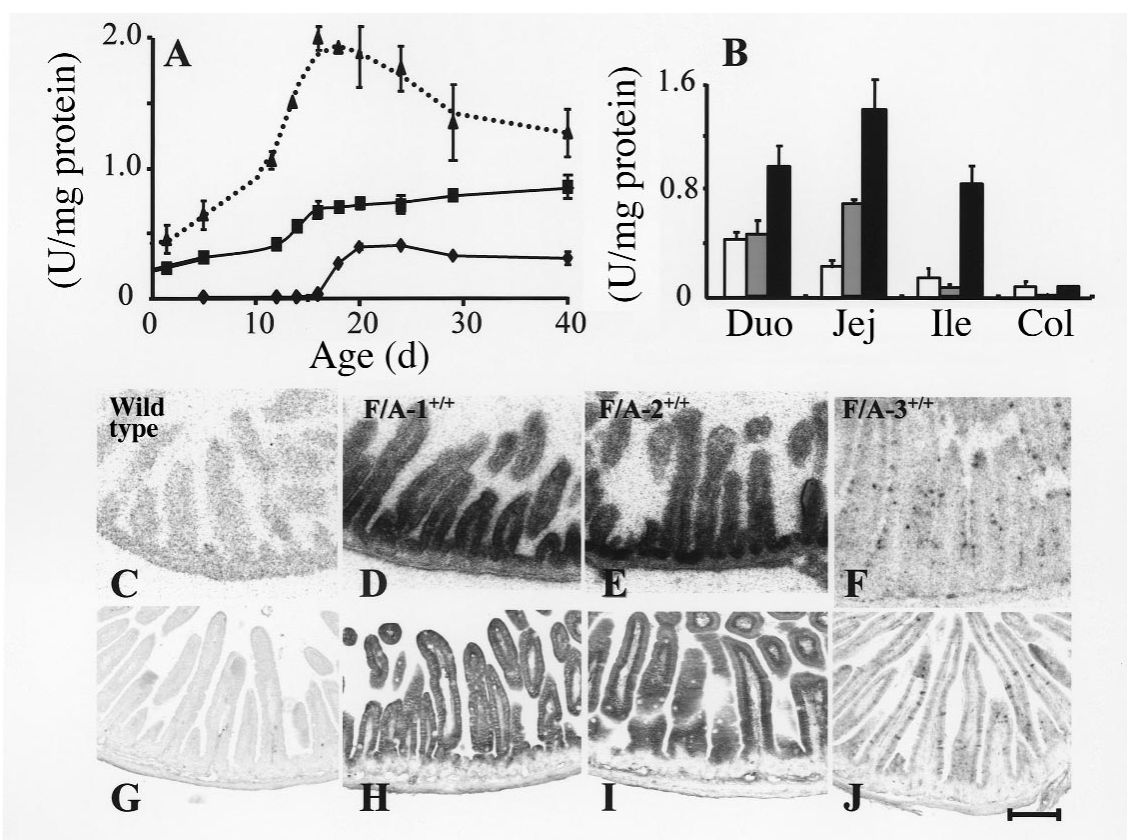 A
2.0
1.0
0
(U/mg protein)
0 10 20 30 40
Age (d)
B
1.6
0.8
0
(U/mg protein)
Duo Jej Ile Col
Wild
type
F/A-1+/+
F/A-2+/+
F/A-3+/+
C
D
E
F
G
H
I
J